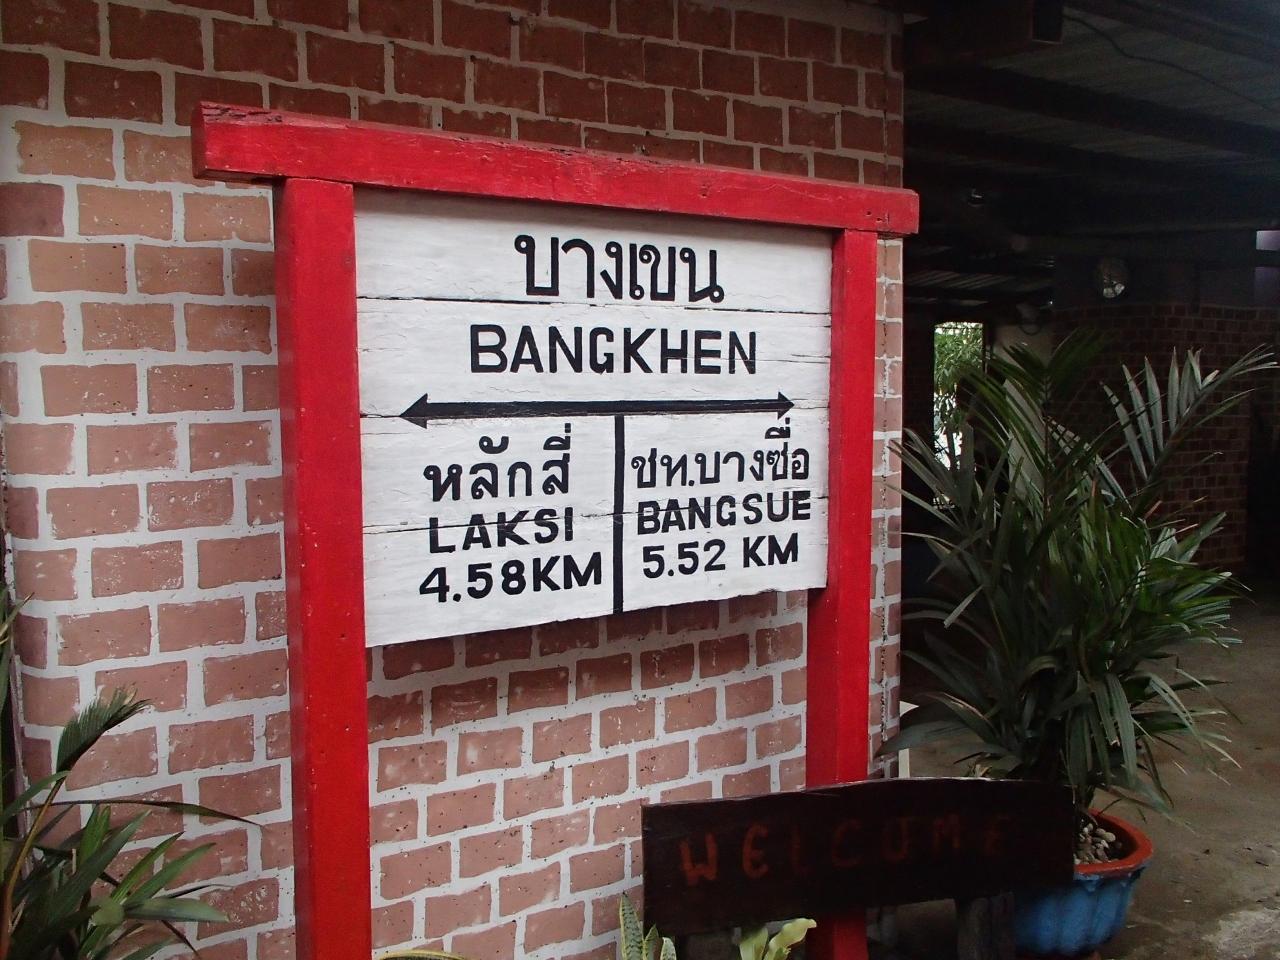 บางเขน
BANGKHEN
หลักสี่
LAKSI
4.58KM
ชท.บางซื่อ
BANGSUE
5.52 KM
WELCOME